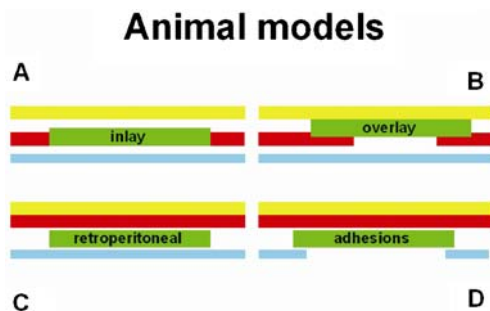 Animal models
A
B
inlay
overlay
retroperitoneal
adhesions
C
D